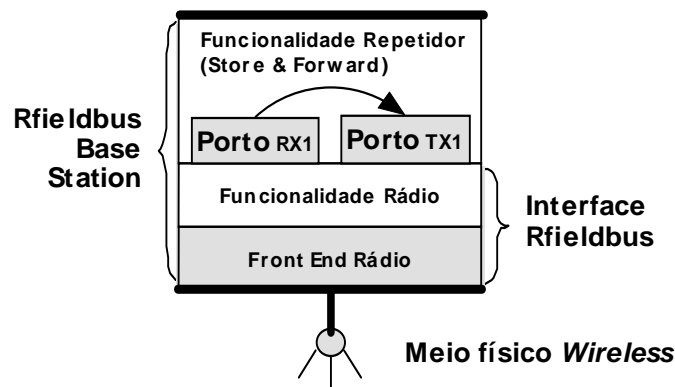 Funcionalidade Repetidor
(Store & Forward)
Rfieldbus
Base
Station
Porto RX1
Porto TX1
Funcionalidade Rádio
Interface
Rfieldbus
Front End Rádio
Meio físico Wireless